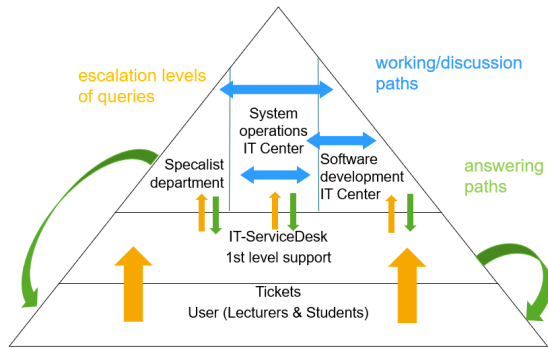 escalation levels
of queries
working/discussion
paths
System
operations
IT Center
Specialist
department
Software
development
IT Center
answering
paths
IT-ServiceDesk
1st level support
Tickets
User (Lecturers & Students)